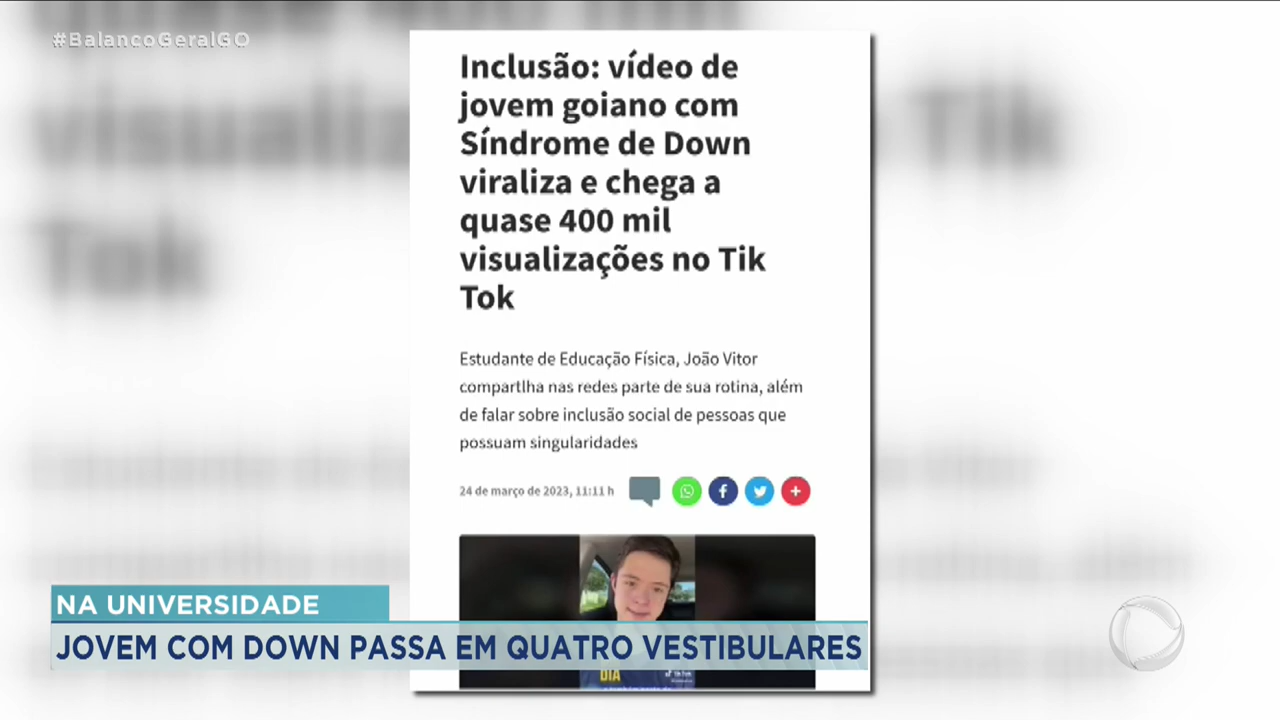 #BalancoGeralGO
Inclusão: vídeo de
jovem goiano com
Síndrome de Down
viraliza e chega a
quase 400 mil
visualizações no Tik
Tok
Estudante de Educação Física, João Vitor
compartlha nas redes parte de sua rotina, além
de falar sobre inclusão social de pessoas que
possuam singularidades
24 de março de 2023, 11:11 h
NA UNIVERSIDADE
JOVEM COM DOWN PASSA EM QUATRO VESTIBULARES
DIA